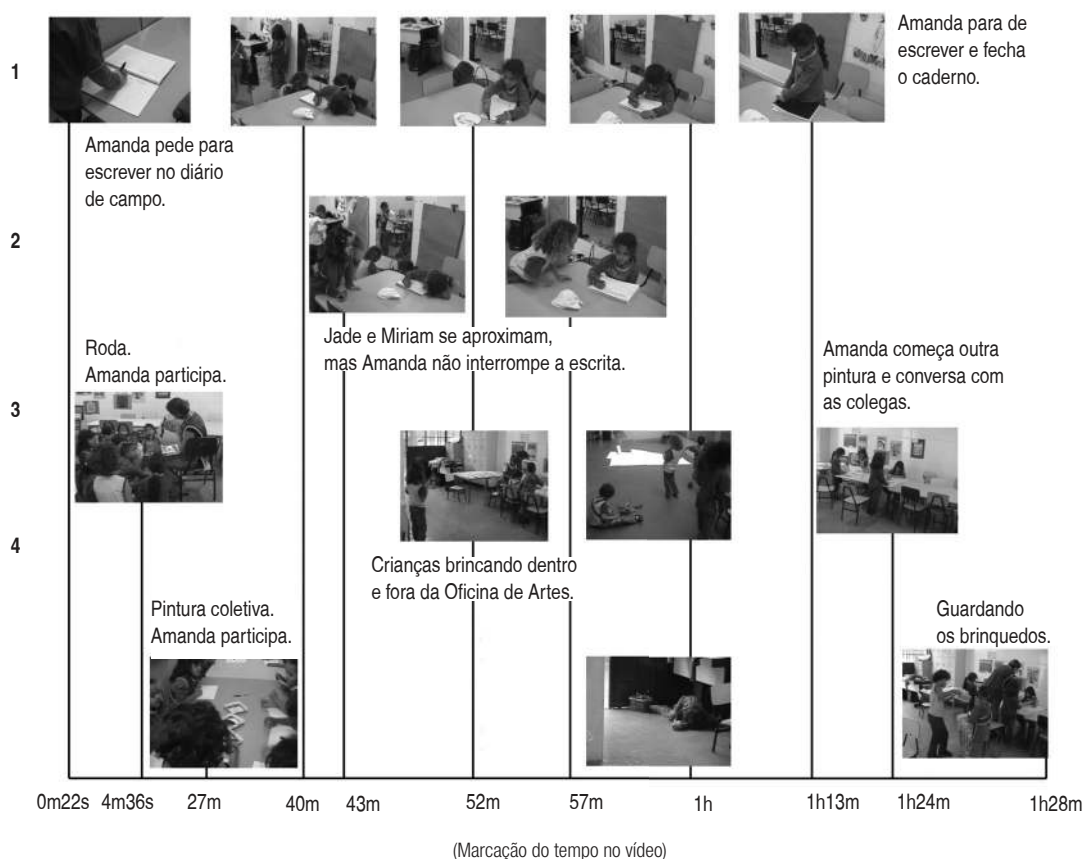 1
Amanda para de
escrever e fecha
o caderno.
Amanda pede para
escrever no diário
de campo.
2
Jade e Miriam se aproximam,
mas Amanda não interrompe a escrita.
Roda.
Amanda participa.
Amanda começa outra
pintura e conversa com
as colegas.
3
4
Crianças brincando dentro
e fora da Oficina de Artes.
Pintura coletiva.
Amanda participa.
Guardando
os brinquedos.
0m22s 4m36s 27m 40m 43m 52m 57m 1h 1h13m 1h24m 1h28m
(Marcação do tempo no vídeo)